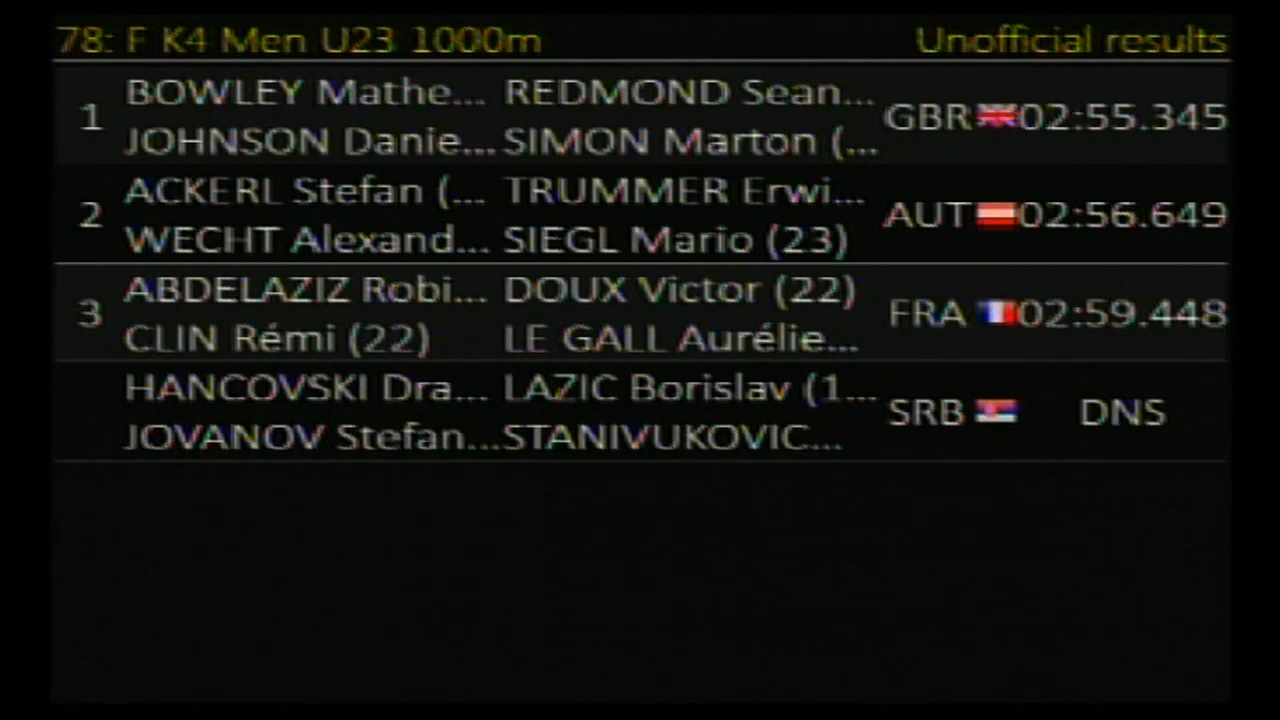 78: F K4 Men U23 1000m Unofficial results
1 BOWLEY Mathe... REDMOND Sean... GBR 02:55.345
JOHNSON Danie... SIMON Marton (...
2 ACKERL Stefan (... TRUMMER Erwi... AUT 02:56.649
WECHT Alexand... SIEGL Mario (23)
3 ABDELAZIZ Robi... DOUX Victor (22) FRA 02:59.448
CLIN Rémi (22) LE GALL Aurélie...
HANCOVSKI Dra... LAZIC Borislav (1... SRB DNS
JOVANOV Stefan... STANIVUKOVIC...